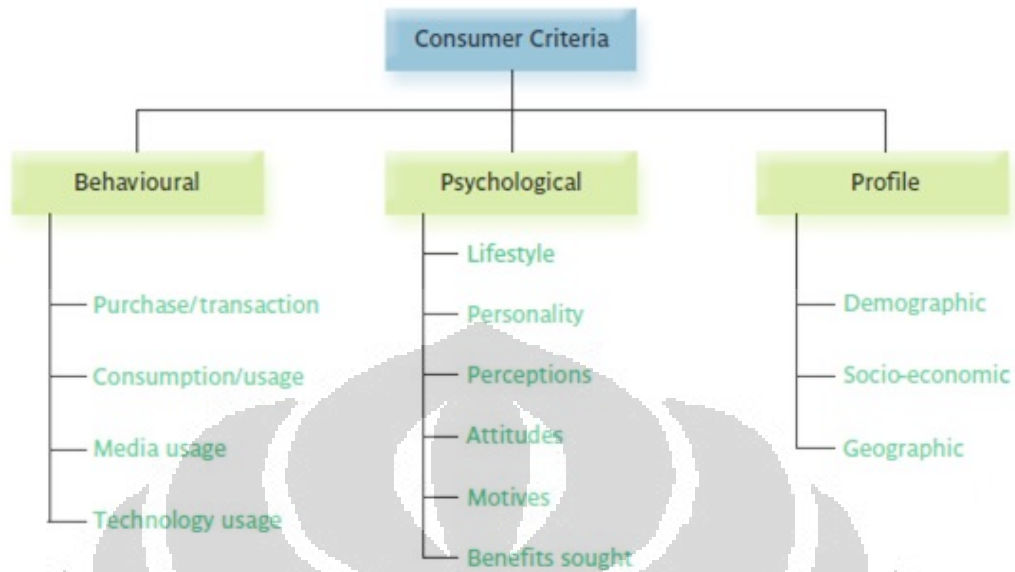 Consumer Criteria
Behavioural
Purchase/transaction
Consumption/usage
Media usage
Technology usage
Psychological
Lifestyle
Personality
Perceptions
Attitudes
Motives
Benefits sought
Profile
Demographic
Socio-economic
Geographic